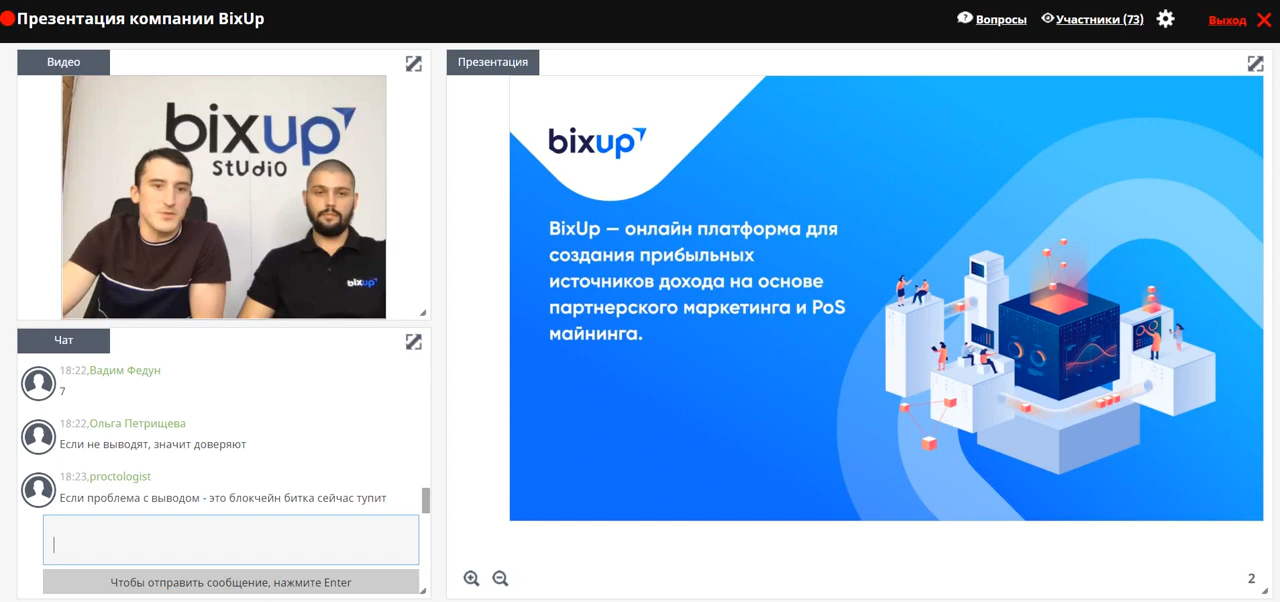 Презентация компании BixUp
Вопросы
Участники (73)
Выход
Видео
bixup
StUdiO
bixup
Чат
18:22,Вадим Федун
7
18:22,Ольга Петрищева
Если не выводят, значит доверяют
18:23,proctologist
Если проблема с выводом - это блокчейн битка сейчас тупит
Чтобы отправить сообщение, нажмите Enter
Презентация
bixup
BixUp — онлайн платформа для
создания прибыльных
источников дохода на основе
партнерского маркетинга и PoS
майнинга.
2